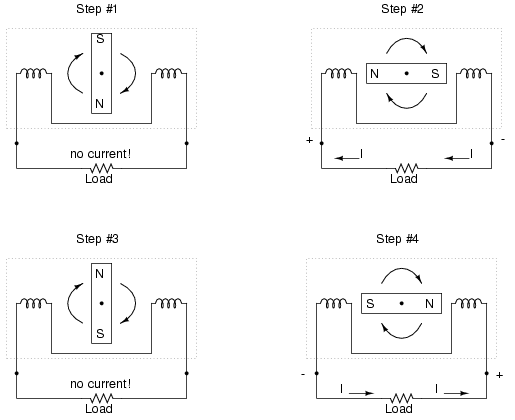 Step #1
S
N
no current!
Load
Step #2
N S
+ -
I I
Load
Step #3
N
S
no current!
Load
Step #4
S N
- +
I I
Load